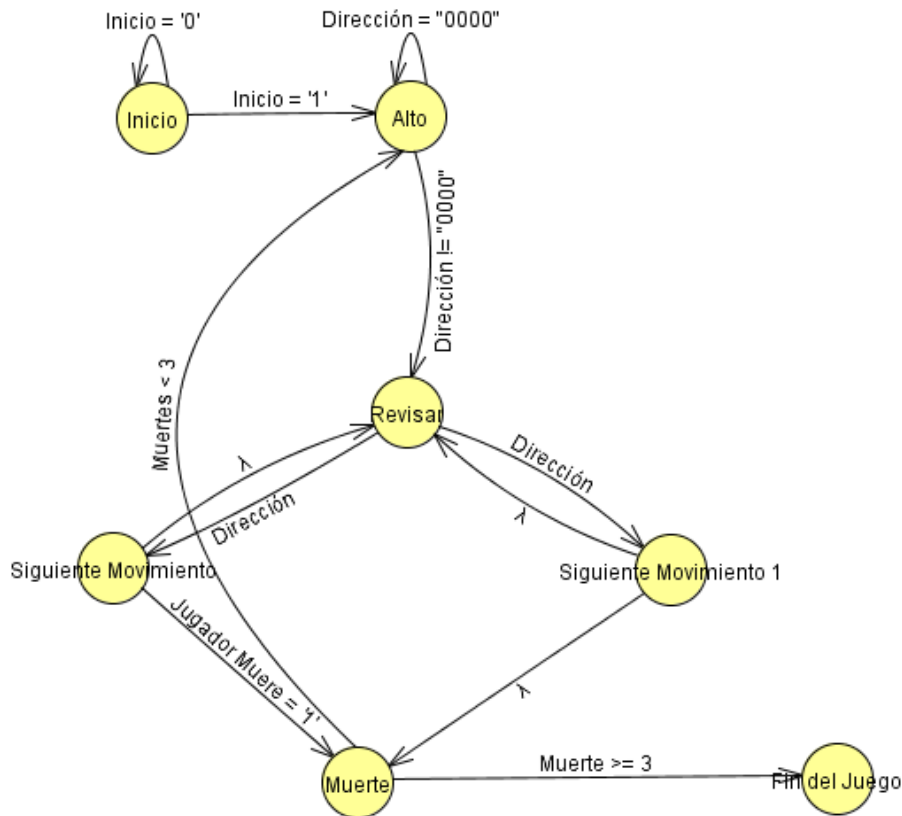 Inicio = '0'
Dirección = "0000"
Inicio
Inicio = '1'
Alto
Dirección != "0000"
Muertes < 3
Revisar
λ
Dirección
Dirección
λ
Siguiente Movimiento
Siguiente Movimiento 1
Jugador Muere = '1'
λ
Muerte
Muerte >= 3
Fin del Juego